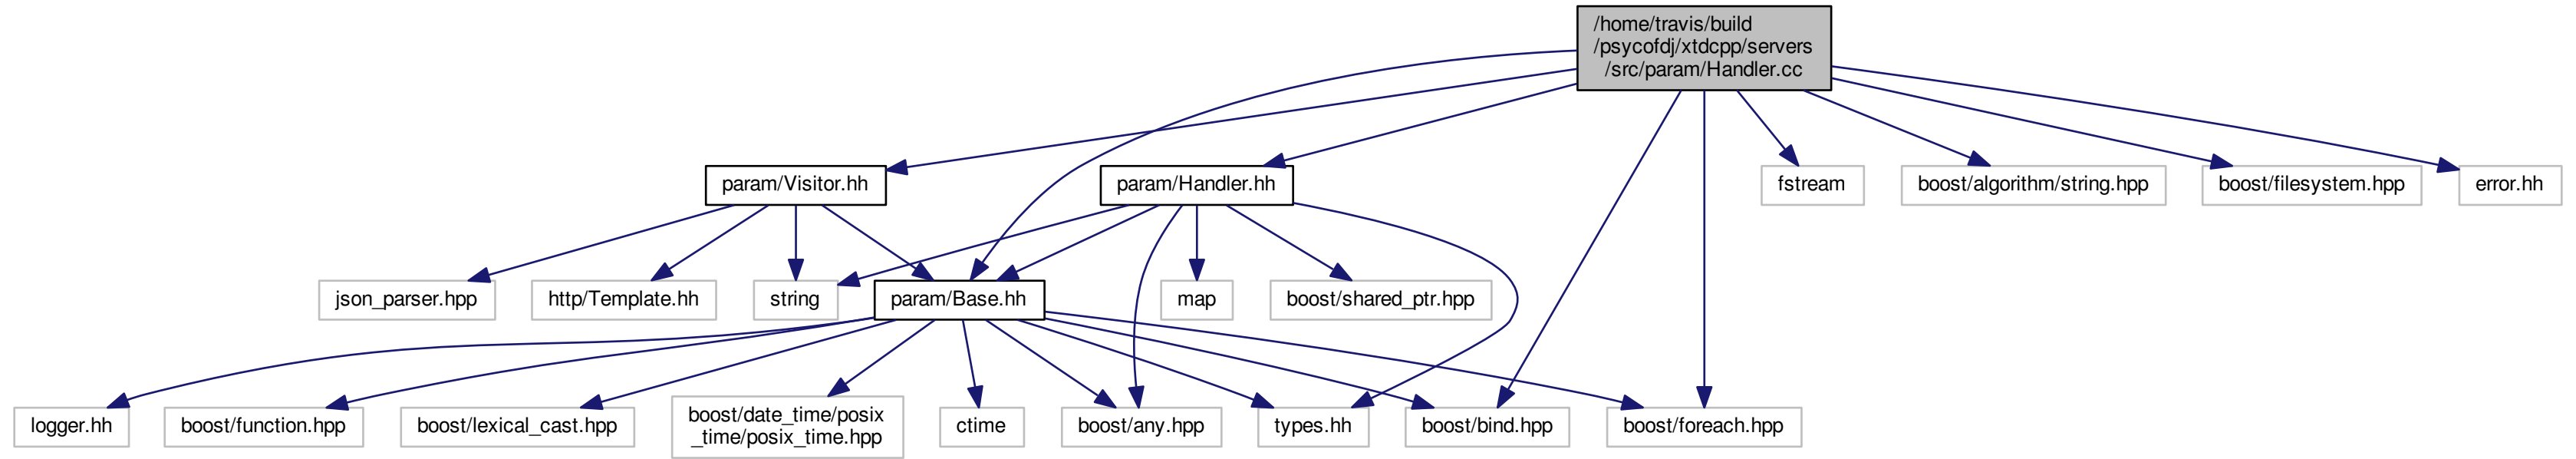 /home/travis/build
/psycofdj/xtdcpp/servers
/src/param/Handler.cc
param/Visitor.hh
param/Handler.hh
fstream
boost/algorithm/string.hpp
boost/filesystem.hpp
error.hh
json_parser.hpp
http/Template.hh
string
param/Base.hh
map
boost/shared_ptr.hpp
logger.hh
boost/function.hpp
boost/lexical_cast.hpp
boost/date_time/posix
_time/posix_time.hpp
ctime
boost/any.hpp
types.hh
boost/bind.hpp
boost/foreach.hpp